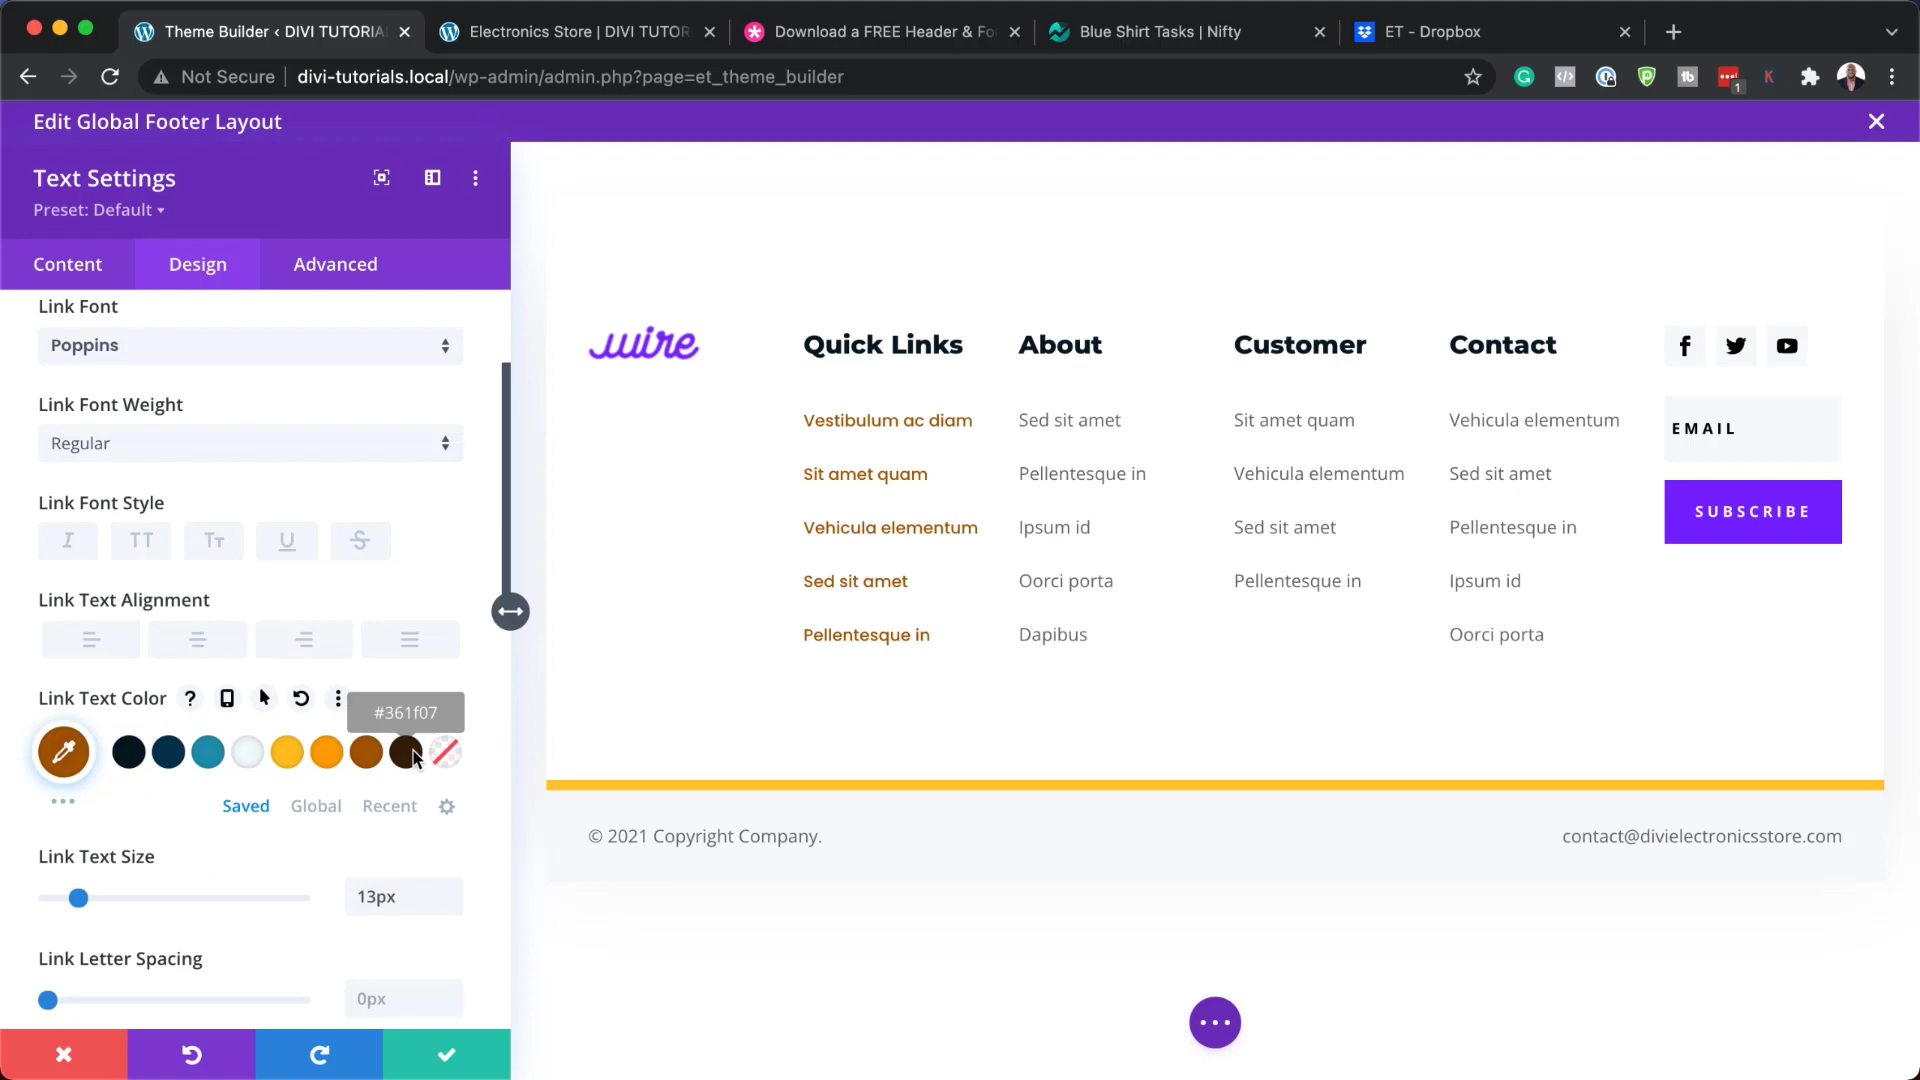 Theme Builder ‹ DIVI TUTORIA
Electronics Store | DIVI TUTOR
Download a FREE Header & Fo
Blue Shirt Tasks | Nifty
ET - Dropbox
Not Secure
divi-tutorials.local/wp-admin/admin.php?page=et_theme_builder
1
Edit Global Footer Layout
Text Settings
Preset: Default
Content
Design
Advanced
Link Font
Poppins
Link Font Weight
Regular
Link Font Style
I TT Tт U S
Link Text Alignment
Link Text Color
#361f07
Saved
Global
Recent
Link Text Size
13px
Link Letter Spacing
0px
wire
Quick Links
Vestibulum ac diam
Sit amet quam
Vehicula elementum
Sed sit amet
Pellentesque in
About
Sed sit amet
Pellentesque in
Ipsum id
Oorci porta
Dapibus
Customer
Sit amet quam
Vehicula elementum
Sed sit amet
Pellentesque in
Contact
Vehicula elementum
Sed sit amet
Pellentesque in
Ipsum id
Oorci porta
EMAIL
SUBSCRIBE
© 2021 Copyright Company.
contact@divielectronicsstore.com